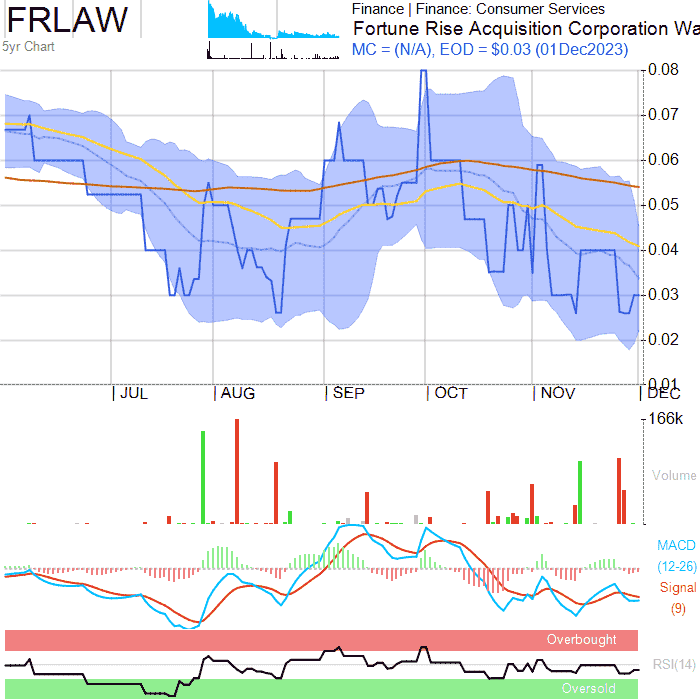 FRLAW
Finance | Finance: Consumer Services
Fortune Rise Acquisition Corporation Wa
5yr Chart
MC = (N/A), EOD = $0.03 (01Dec2023)
0.08
0.07
0.06
0.05
0.04
0.03
0.02
0.01
JUL
AUG
SEP
OCT
NOV
DEC
166k
Volume
MACD
(12-26)
Signal
(9)
Overbought
RSI(14)
Oversold